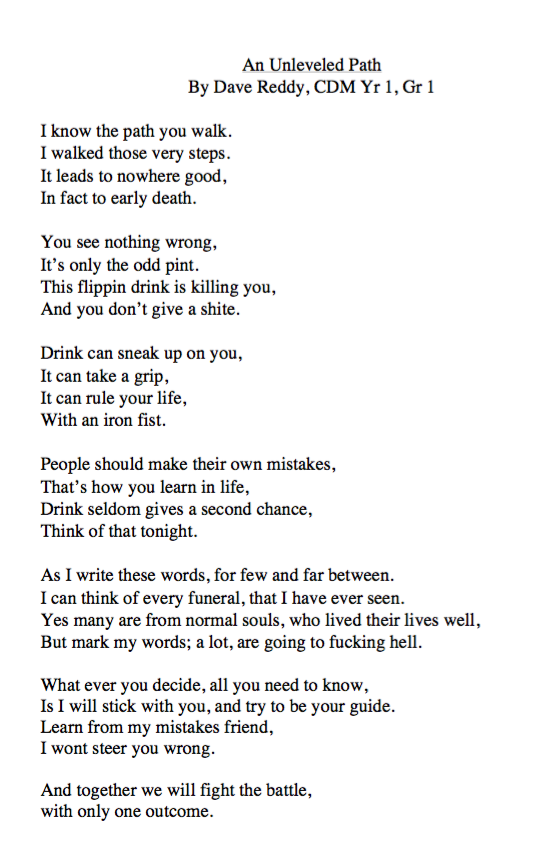 An Unleveled Path
By Dave Reddy, CDM Yr 1, Gr 1
I know the path you walk.
I walked those very steps.
It leads to nowhere good,
In fact to early death.
You see nothing wrong,
It’s only the odd pint.
This flippin drink is killing you,
And you don’t give a shite.
Drink can sneak up on you,
It can take a grip,
It can rule your life,
With an iron fist.
People should make their own mistakes,
That’s how you learn in life,
Drink seldom gives a second chance,
Think of that tonight.
As I write these words, for few and far between.
I can think of every funeral, that I have ever seen.
Yes many are from normal souls, who lived their lives well,
But mark my words; a lot, are going to fucking hell.
What ever you decide, all you need to know,
Is I will stick with you, and try to be your guide.
Learn from my mistakes friend,
I wont steer you wrong.
And together we will fight the battle,
with only one outcome.